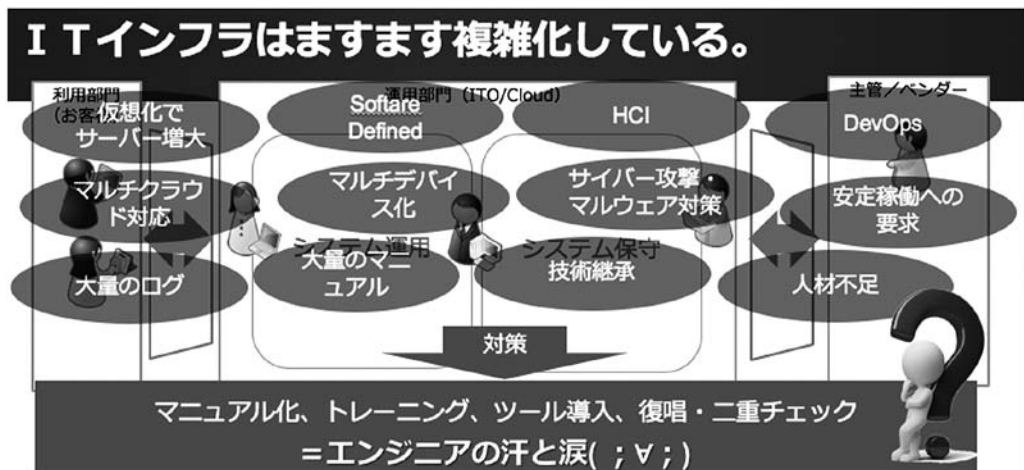 ＩＴインフラはますます複雑化している。
利用部門
（お客様）
運用部門（ITO/Cloud）
主管／ベンダー
仮想化で
サーバー増大
Softare
Defined
HCI
DevOps
マルチクラウ
ド対応
マルチデバイ
ス化
サイバー攻撃
マルウェア対策
安定稼働への
要求
システム運用
システム保守
大量のログ
大量のマニ
ュアル
技術継承
人材不足
対策
マニュアル化、トレーニング、ツール導入、復唱・二重チェック
＝エンジニアの汗と涙( ；∀；)